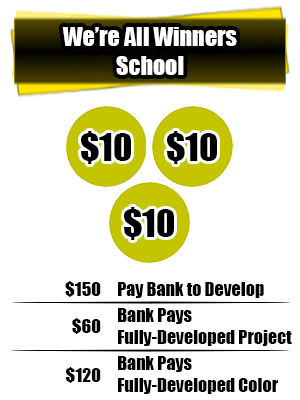 We're All Winners
School
$10 $10
$10
$150 Pay Bank to Develop
$60 Bank Pays
Fully-Developed Project
$120 Bank Pays
Fully-Developed Color